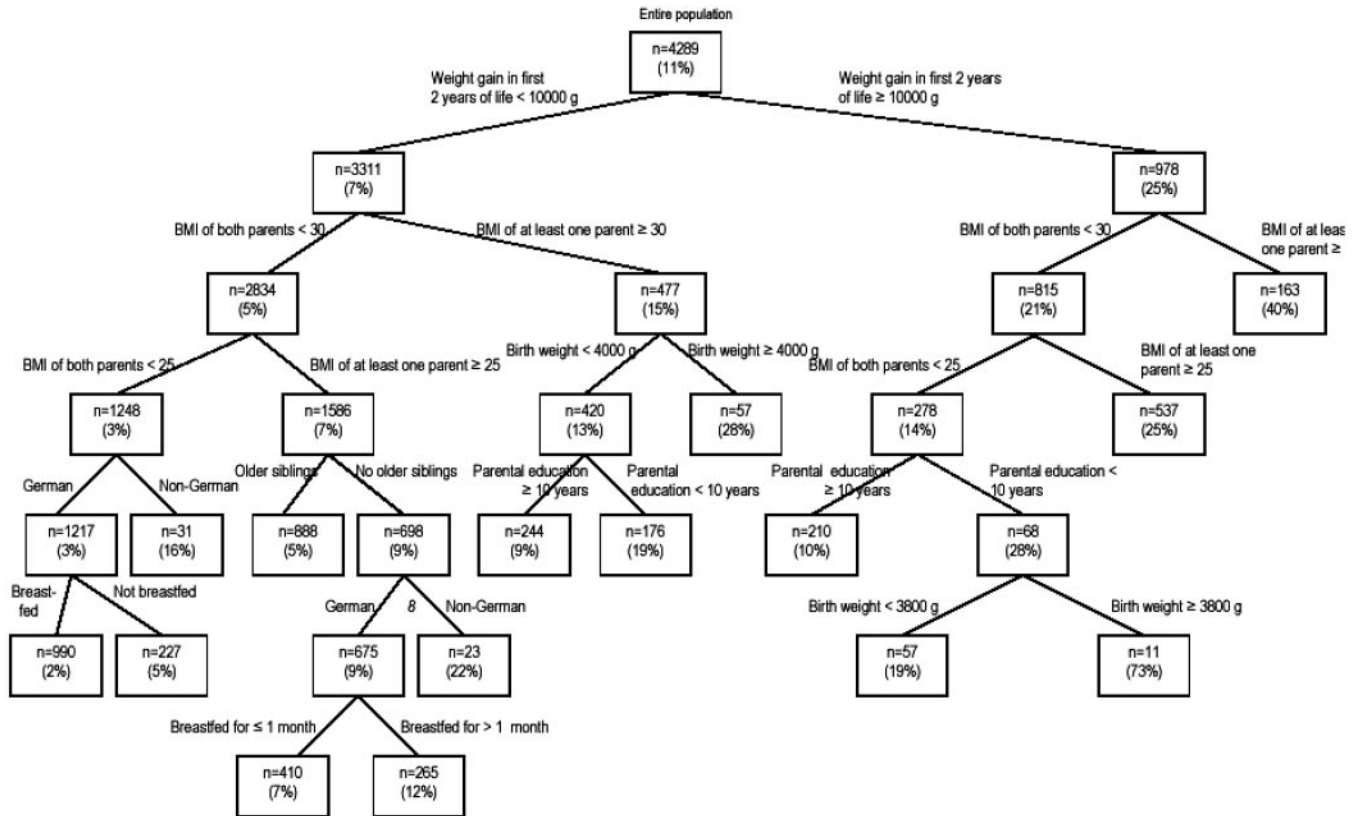 Entire population
n=4289
(11%)
Weight gain in first
2 years of life < 10000 g
Weight gain in first 2 years
of life ≥ 10000 g
n=3311
(7%)
n=978
(25%)
BMI of both parents < 30
BMI of at least one parent ≥ 30
BMI of both parents < 30
BMI of at leas
one parent ≥
n=2834
(5%)
n=477
(15%)
n=815
(21%)
n=163
(40%)
BMI of both parents < 25
BMI of at least one parent ≥ 25
Birth weight < 4000 g
Birth weight ≥ 4000 g
BMI of both parents < 25
BMI of at least one
parent ≥ 25
n=1248
(3%)
n=1586
(7%)
n=420
(13%)
n=57
(28%)
n=278
(14%)
n=537
(25%)
German
Non-German
Older siblings
No older siblings
Parental education
≥ 10 years
Parental
education < 10 years
Parental education
≥ 10 years
Parental education <
10 years
n=1217
(3%)
n=31
(16%)
n=888
(5%)
n=698
(9%)
n=244
(9%)
n=176
(19%)
n=210
(10%)
n=68
(28%)
Breast-
fed
Not breastfed
German
8
Non-German
Birth weight < 3800 g
Birth weight ≥ 3800 g
n=990
(2%)
n=227
(5%)
n=675
(9%)
n=23
(22%)
n=57
(19%)
n=11
(73%)
Breastfed for ≤ 1 month
Breastfed for > 1 month
n=410
(7%)
n=265
(12%)